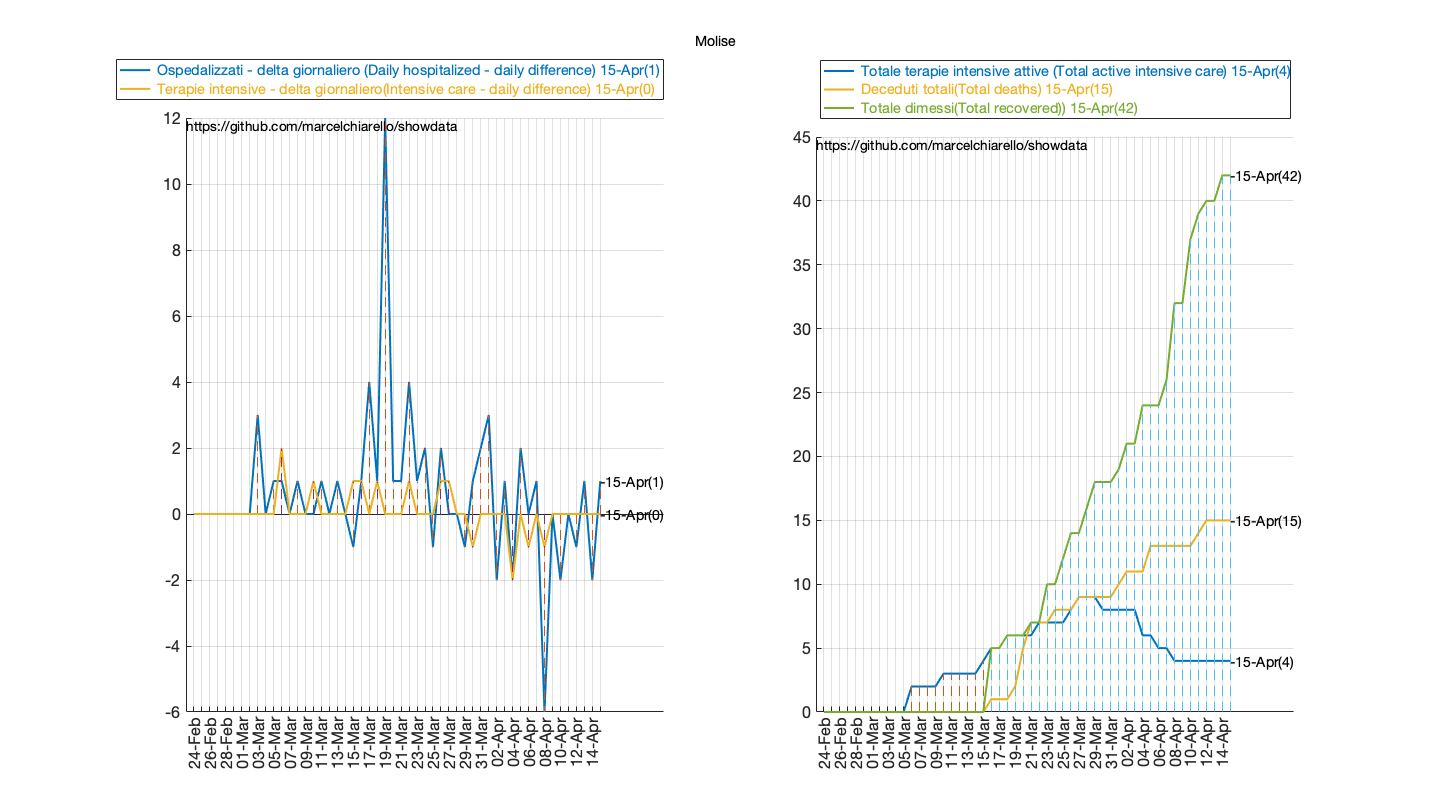 Molise
Ospedalizzati - delta giornaliero (Daily hospitalized - daily difference) 15-Apr(1)
Terapie intensive - delta giornaliero(Intensive care - daily difference) 15-Apr(0)
https://github.com/marcelchiarello/showdata
12
10
8
6
4
2
0
-2
-4
-6
15-Apr(1)
15-Apr(0)
24-Feb
26-Feb
28-Feb
01-Mar
03-Mar
05-Mar
07-Mar
09-Mar
11-Mar
13-Mar
15-Mar
17-Mar
19-Mar
21-Mar
23-Mar
25-Mar
27-Mar
29-Mar
31-Mar
02-Apr
04-Apr
06-Apr
08-Apr
10-Apr
12-Apr
14-Apr
Totale terapie intensive attive (Total active intensive care) 15-Apr(4)
Deceduti totali(Total deaths) 15-Apr(15)
Totale dimessi(Total recovered)) 15-Apr(42)
https://github.com/marcelchiarello/showdata
45
40
35
30
25
20
15
10
5
0
15-Apr(42)
15-Apr(15)
15-Apr(4)
24-Feb
26-Feb
28-Feb
01-Mar
03-Mar
05-Mar
07-Mar
09-Mar
11-Mar
13-Mar
15-Mar
17-Mar
19-Mar
21-Mar
23-Mar
25-Mar
27-Mar
29-Mar
31-Mar
02-Apr
04-Apr
06-Apr
08-Apr
10-Apr
12-Apr
14-Apr